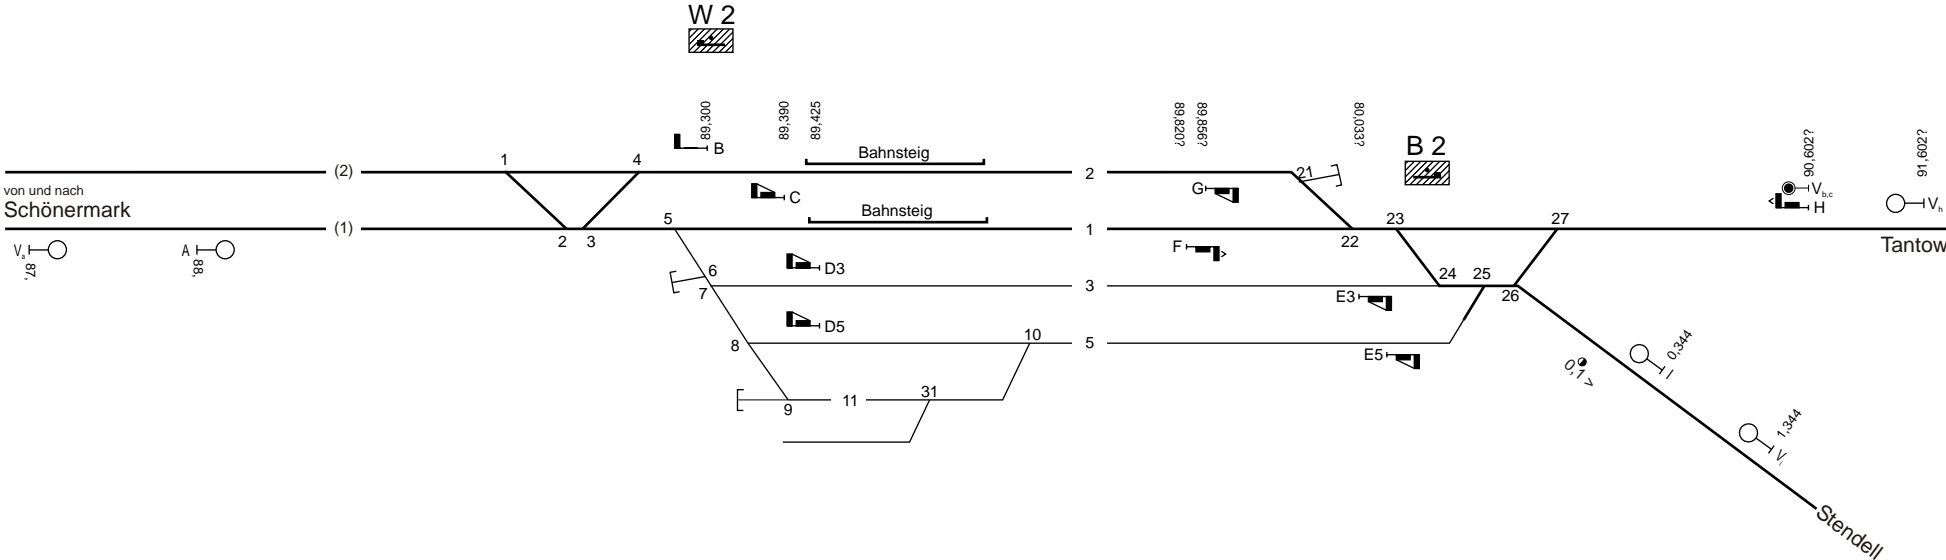 W 2
89,300
89,390
89,425
89,820?
89,856?
80,033?
B 2
90,602?
91,602?
B
Bahnsteig
1
4
(2)
2
21
von und nach
Schönermark
C
G
V b,c
H
V h
Bahnsteig
(1)
5
1
23
27
2
3
22
V a
87,
A
88,
F
Tantow
D3
6
7
3
24
25
26
E3
D5
8
10
5
E5
0,1 >
I
0,344
9
11
31
V i
1,344
Stendell